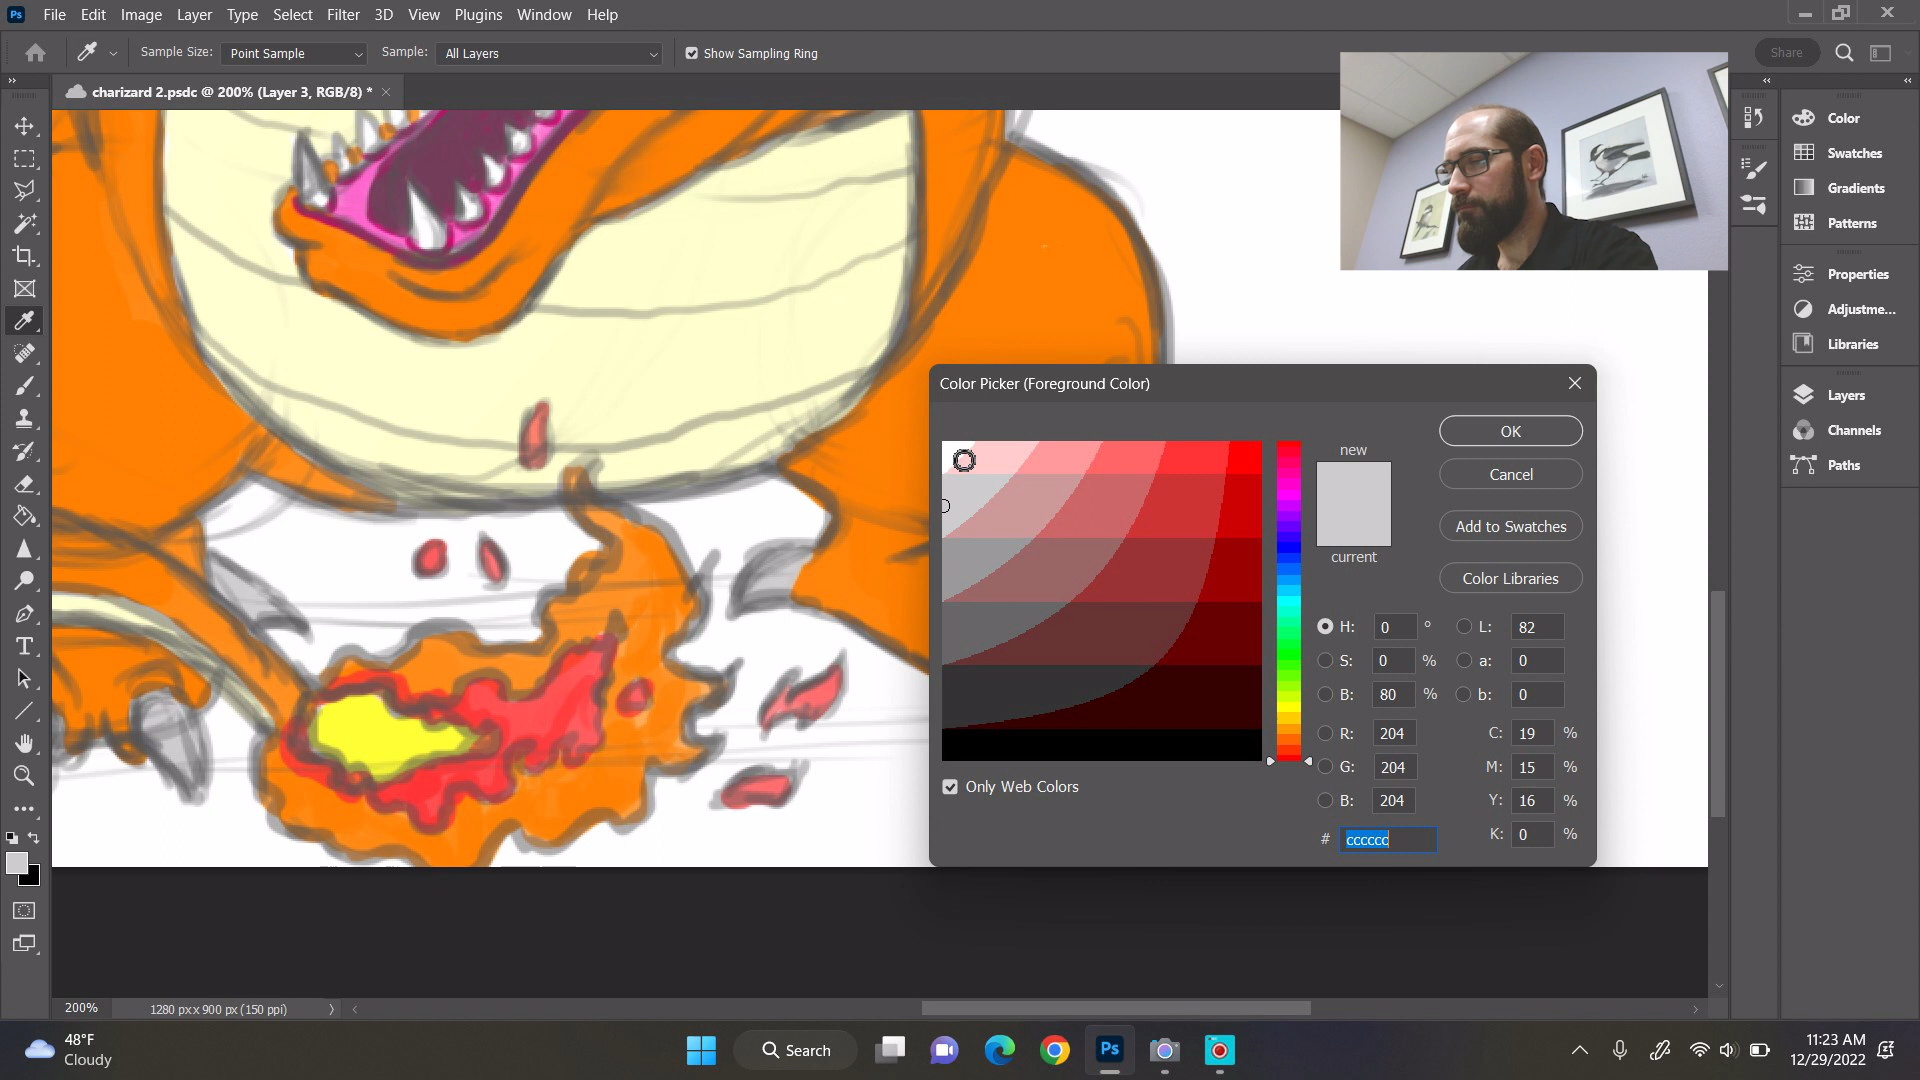 Ps File Edit Image Layer Type Select Filter 3D View Plugins Window Help
Sample Size: Point Sample Sample: All Layers Show Sampling Ring Share
charizard 2.psdc @ 200% (Layer 3, RGB/8) *
Color
Swatches
Gradients
Patterns
Properties
Adjustme...
Libraries
Layers
Channels
Paths
Color Picker (Foreground Color)
new
current
OK
Cancel
Add to Swatches
Color Libraries
H: 0 ° L: 82
S: 0 % a: 0
B: 80 % b: 0
R: 204 C: 19 %
G: 204 M: 15 %
B: 204 Y: 16 %
# cccccc K: 0 %
Only Web Colors
200% 1280 px x 900 px (150 ppi)
48°F
Cloudy
Search
Ps
11:23 AM
12/29/2022